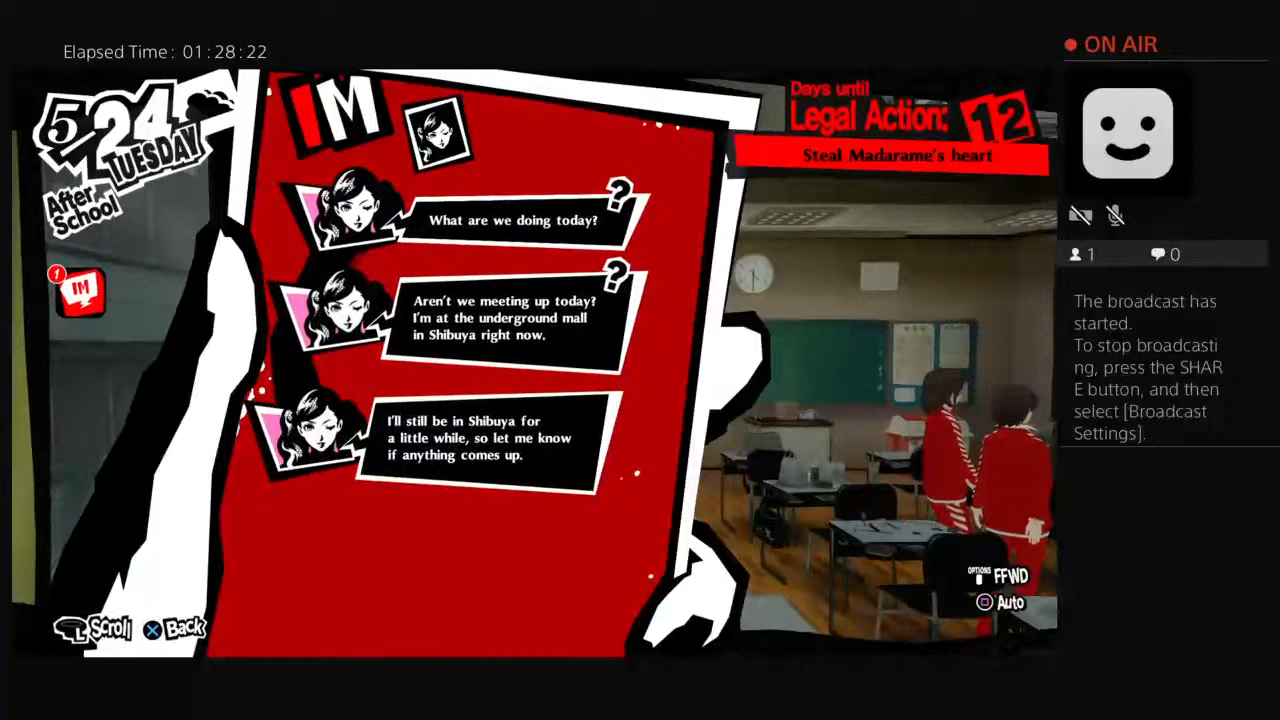 Elapsed Time: 01:28:22
ON AIR
5/24
TUESDAY
After
School
1
IM
IM
Days until
Legal Action: 12
Steal Madarame's heart
?
What are we doing today?
?
Aren't we meeting up today?
I'm at the underground mall
in Shibuya right now.
I'll still be in Shibuya for
a little while, so let me know
if anything comes up.
1
0
The broadcast has
started.
To stop broadcasti
ng, press the SHAR
E button, and then
select [Broadcast
Settings].
OPTIONS FFWD
Auto
L Scroll Back